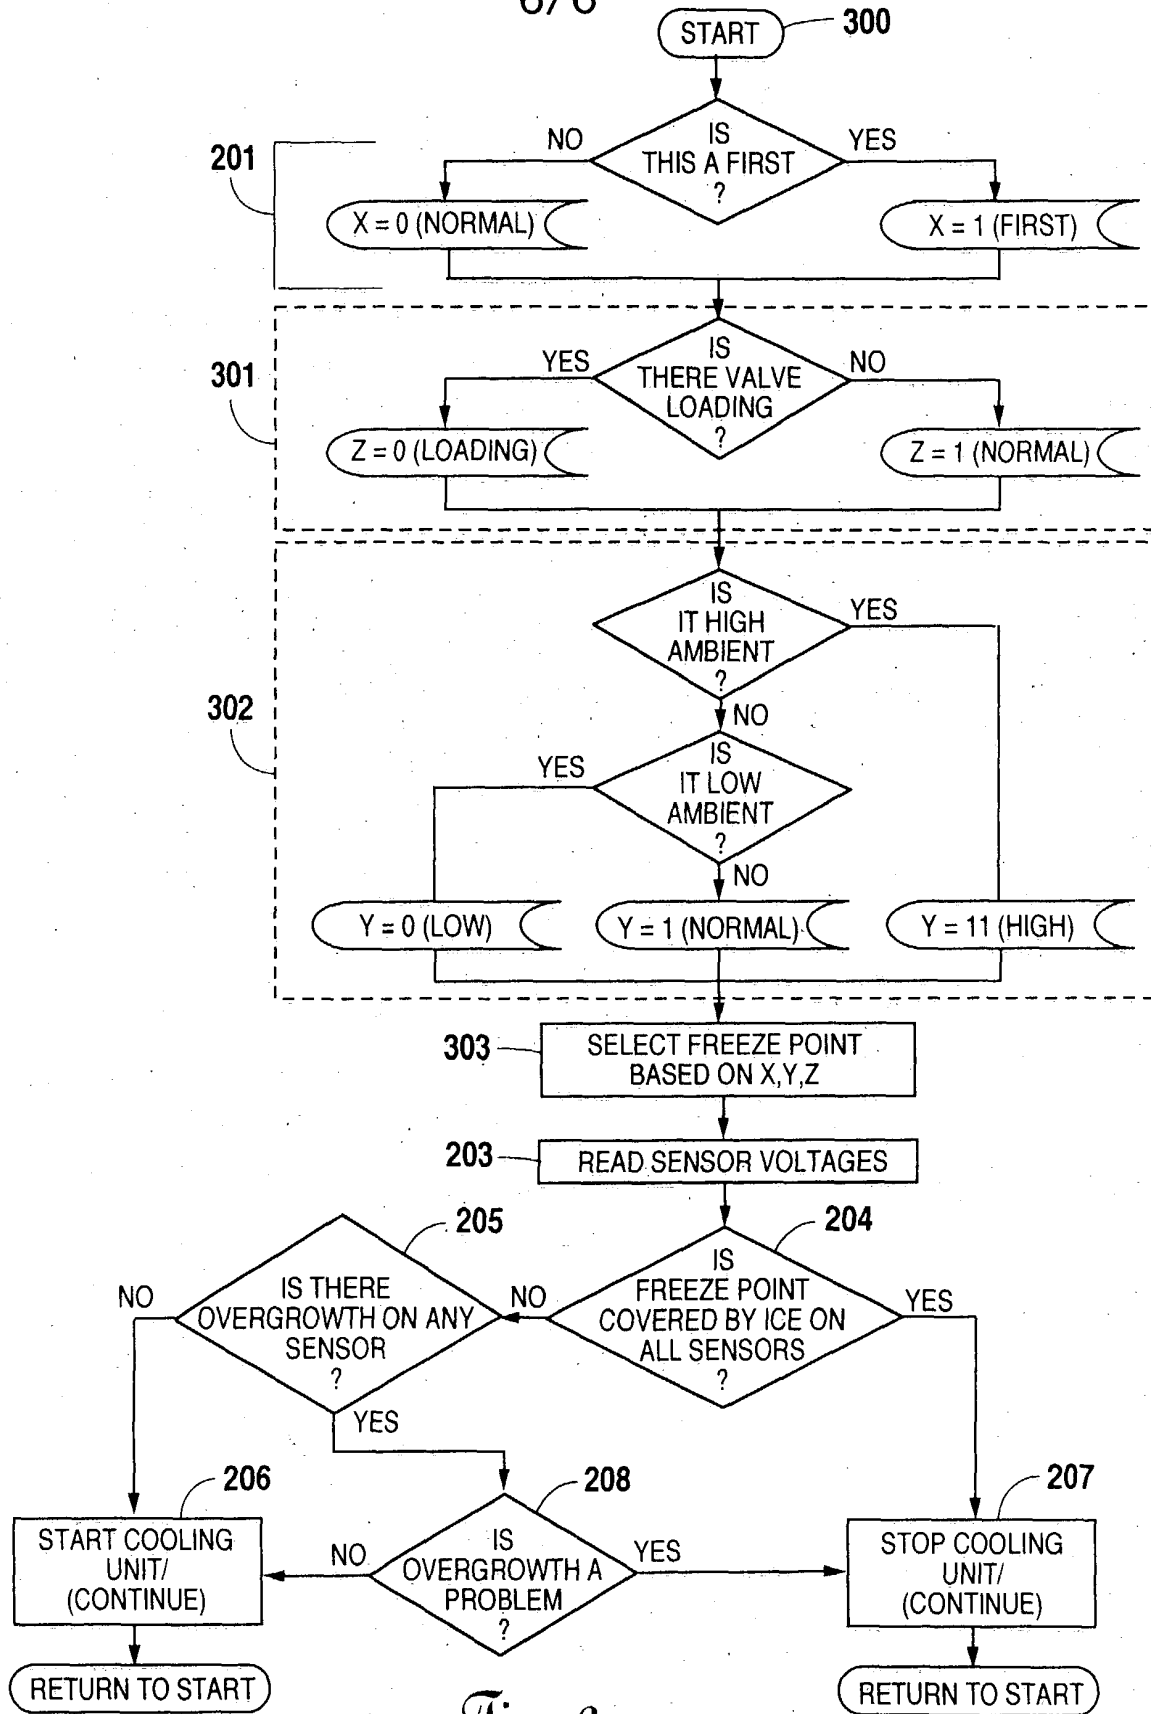 6/6
START
300
IS
THIS A FIRST
?
NO
YES
201
X = 0 (NORMAL)
X = 1 (FIRST)
IS
THERE VALVE
LOADING
?
YES
NO
301
Z = 0 (LOADING)
Z = 1 (NORMAL)
IS
IT HIGH
AMBIENT
?
YES
NO
302
IS
IT LOW
AMBIENT
?
YES
NO
Y = 0 (LOW)
Y = 1 (NORMAL)
Y = 11 (HIGH)
303
SELECT FREEZE POINT
BASED ON X,Y,Z
203
READ SENSOR VOLTAGES
205
204
IS THERE
OVERGROWTH ON ANY
SENSOR
?
NO
NO
IS
FREEZE POINT
COVERED BY ICE ON
ALL SENSORS
?
YES
YES
206
208
207
START COOLING
UNIT/
(CONTINUE)
NO
IS
OVERGROWTH A
PROBLEM
?
YES
STOP COOLING
UNIT/
(CONTINUE)
RETURN TO START
RETURN TO START